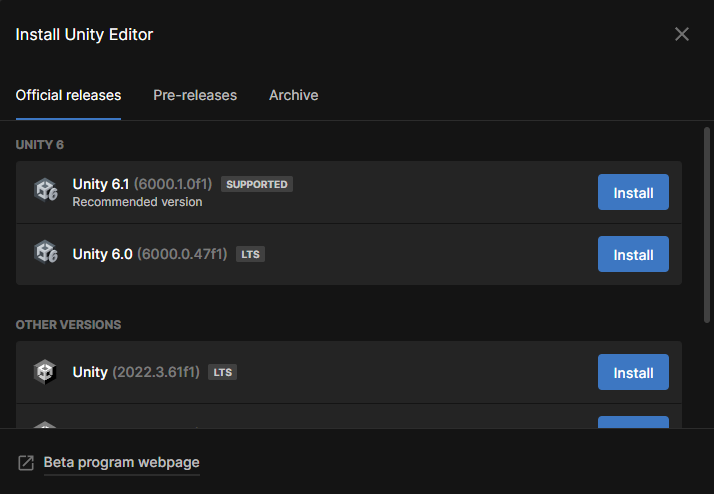 Install Unity Editor
Official releases Pre-releases Archive
UNITY 6
Unity 6.1 (6000.1.0f1) SUPPORTED
Recommended version
Install
Unity 6.0 (6000.0.47f1) LTS
Install
OTHER VERSIONS
Unity (2022.3.61f1) LTS
Install
Beta program webpage